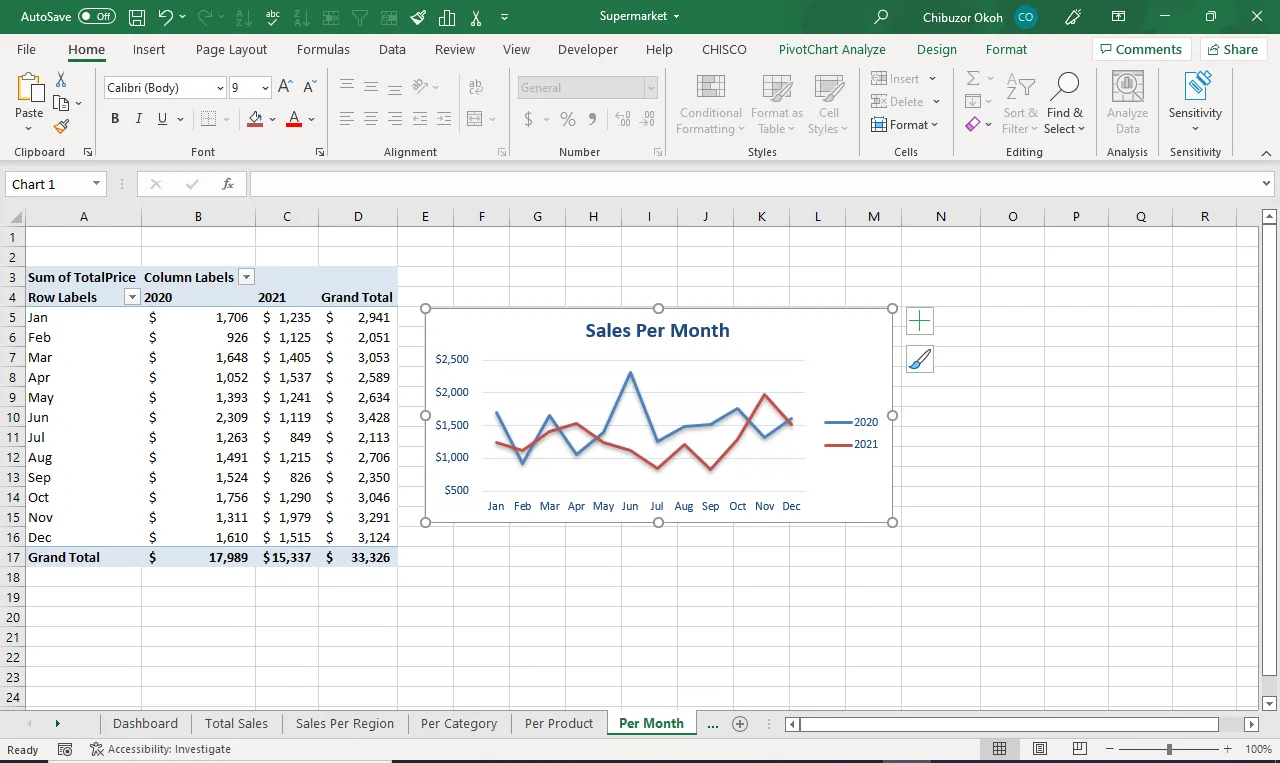 AutoSave Off Supermarket Chibuzor Okoh CO
File Home Insert Page Layout Formulas Data Review View Developer Help CHISCO PivotChart Analyze Design Format Comments Share
Paste
Calibri (Body) 9
B I U A A A
ab
General
$ % 9
Conditional Formatting
Format as Table
Cell Styles
Insert
Delete
Format
Sort & Filter
Find & Select
Analyze Data
Sensitivity
Clipboard Font Alignment Number Styles Cells Editing Analysis Sensitivity
Chart 1 fx
A B C D E F G H I J K L M N O P Q R
1
2
3 Sum of TotalPrice Column Labels
4 Row Labels 2020 2021 Grand Total
5 Jan $ 1,706 $ 1,235 $ 2,941
6 Feb $ 926 $ 1,125 $ 2,051
7 Mar $ 1,648 $ 1,405 $ 3,053
8 Apr $ 1,052 $ 1,537 $ 2,589
9 May $ 1,393 $ 1,241 $ 2,634
10 Jun $ 2,309 $ 1,119 $ 3,428
11 Jul $ 1,263 $ 849 $ 2,113
12 Aug $ 1,491 $ 1,215 $ 2,706
13 Sep $ 1,524 $ 826 $ 2,350
14 Oct $ 1,756 $ 1,290 $ 3,046
15 Nov $ 1,311 $ 1,979 $ 3,291
16 Dec $ 1,610 $ 1,515 $ 3,124
17 Grand Total $ 17,989 $ 15,337 $ 33,326
18
19
20
21
22
23
24
Sales Per Month
$2,500
$2,000
$1,500
$1,000
$500
Jan Feb Mar Apr May Jun Jul Aug Sep Oct Nov Dec
2020
2021
Dashboard Total Sales Sales Per Region Per Category Per Product Per Month ...
Ready Accessibility: Investigate 100%